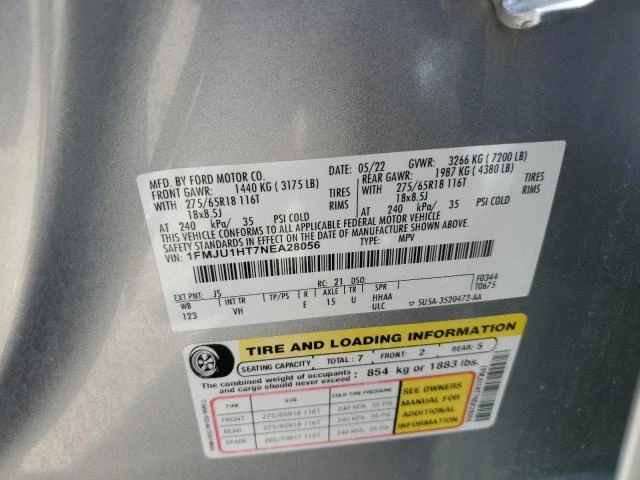 MFD. BY FORD MOTOR CO.
DATE: 05/22 GVWR: 3266 KG ( 7200 LB)
FRONT GAWR: 1440 KG ( 3175 LB) REAR GAWR: 1987 KG ( 4380 LB)
WITH 275/65R18 116T TIRES WITH 275/65R18 116T TIRES
18x8.5J RIMS 18x8.5J RIMS
AT 240 kPa/ 35 PSI COLD AT 240 kPa/ 35 PSI COLD
THIS VEHICLE CONFORMS TO ALL APPLICABLE FEDERAL MOTOR VEHICLE
SAFETY STANDARDS IN EFFECT ON THE DATE OF MANUFACTURE SHOWN ABOVE.
VIN: 1FMJU1HT7NEA28056 TYPE: MPV
F0344
T0675
EXT PNT: JS RC: 21 DSO:
WB INT TR TP/PS R AXLE TR SPR
123 VH E 15 U HHAA
ULC 5U5A-3520472-AA
TIRE AND LOADING INFORMATION
SEATING CAPACITY TOTAL: 7 FRONT: 2 REAR: 5
The combined weight of occupants
and cargo should never exceed : 854 kg or 1883 lbs.
TIRE SIZE COLD TIRE PRESSURE
FRONT 275/65R18 116T 240 KPA, 35 PSI
REAR 275/65R18 116T 240 KPA, 35 PSI
SPARE 240 KPA, 35 PSI
SEE OWNERS
MANUAL FOR
ADDITIONAL
INFORMATION